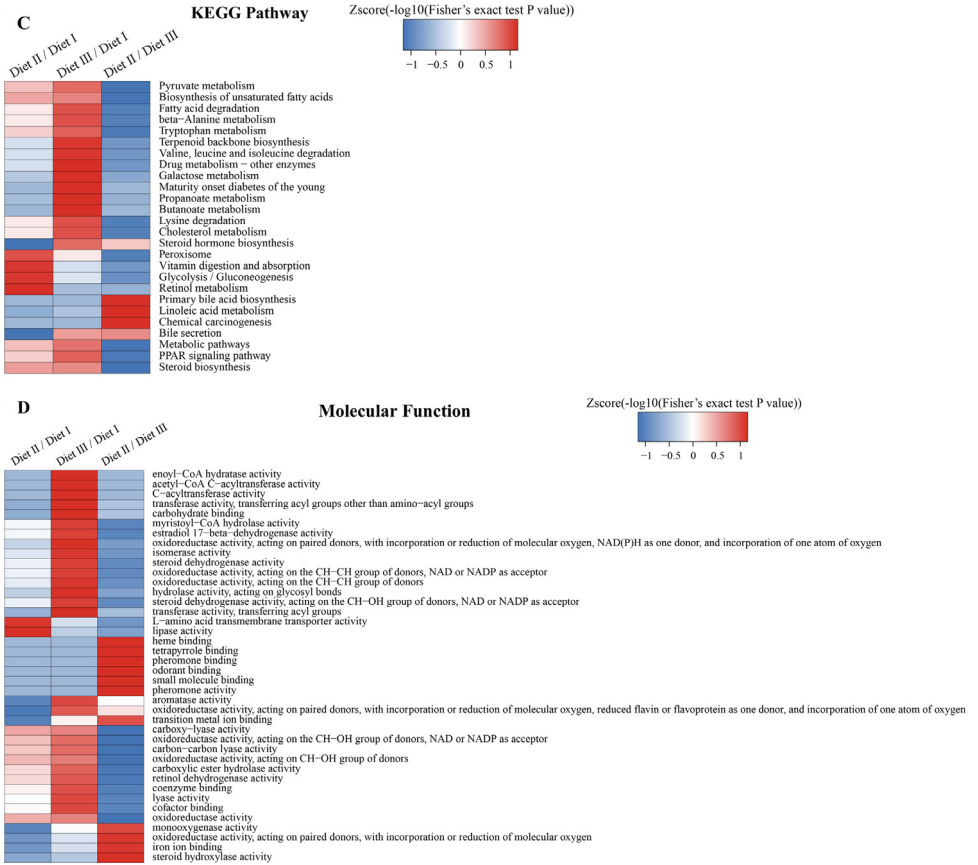 C
KEGG Pathway
Zscore(-log10(Fisher's exact test P value))
−1 −0.5 0 0.5 1
Diet II / Diet I
Diet III / Diet I
Diet II / Diet III
Pyruvate metabolism
Biosynthesis of unsaturated fatty acids
Fatty acid degradation
beta−Alanine metabolism
Tryptophan metabolism
Terpenoid backbone biosynthesis
Valine, leucine and isoleucine degradation
Drug metabolism − other enzymes
Galactose metabolism
Maturity onset diabetes of the young
Propanoate metabolism
Butanoate metabolism
Lysine degradation
Cholesterol metabolism
Steroid hormone biosynthesis
Peroxisome
Vitamin digestion and absorption
Glycolysis / Gluconeogenesis
Retinol metabolism
Primary bile acid biosynthesis
Linoleic acid metabolism
Chemical carcinogenesis
Bile secretion
Metabolic pathways
PPAR signaling pathway
Steroid biosynthesis
D
Molecular Function
Zscore(-log10(Fisher's exact test P value))
−1 −0.5 0 0.5 1
Diet II / Diet I
Diet III / Diet I
Diet II / Diet III
enoyl−CoA hydratase activity
acetyl−CoA C−acyltransferase activity
C−acyltransferase activity
transferase activity, transferring acyl groups other than amino−acyl groups
carbohydrate binding
myristoyl−CoA hydrolase activity
estradiol 17−beta−dehydrogenase activity
oxidoreductase activity, acting on paired donors, with incorporation or reduction of molecular oxygen, NAD(P)H as one donor, and incorporation of one atom of oxygen
isomerase activity
steroid dehydrogenase activity
oxidoreductase activity, acting on the CH−CH group of donors, NAD or NADP as acceptor
oxidoreductase activity, acting on the CH−CH group of donors
hydrolase activity, acting on glycosyl bonds
steroid dehydrogenase activity, acting on the CH−OH group of donors, NAD or NADP as acceptor
transferase activity, transferring acyl groups
L−amino acid transmembrane transporter activity
lipase activity
heme binding
tetrapyrrole binding
pheromone binding
odorant binding
small molecule binding
pheromone activity
aromatase activity
oxidoreductase activity, acting on paired donors, with incorporation or reduction of molecular oxygen, reduced flavin or flavoprotein as one donor, and incorporation of one atom of oxygen
transition metal ion binding
carboxy−lyase activity
oxidoreductase activity, acting on the CH−OH group of donors, NAD or NADP as acceptor
carbon−carbon lyase activity
oxidoreductase activity, acting on CH−OH group of donors
carboxylic ester hydrolase activity
retinol dehydrogenase activity
coenzyme binding
lyase activity
cofactor binding
oxidoreductase activity
monooxygenase activity
oxidoreductase activity, acting on paired donors, with incorporation or reduction of molecular oxygen
iron ion binding
steroid hydroxylase activity